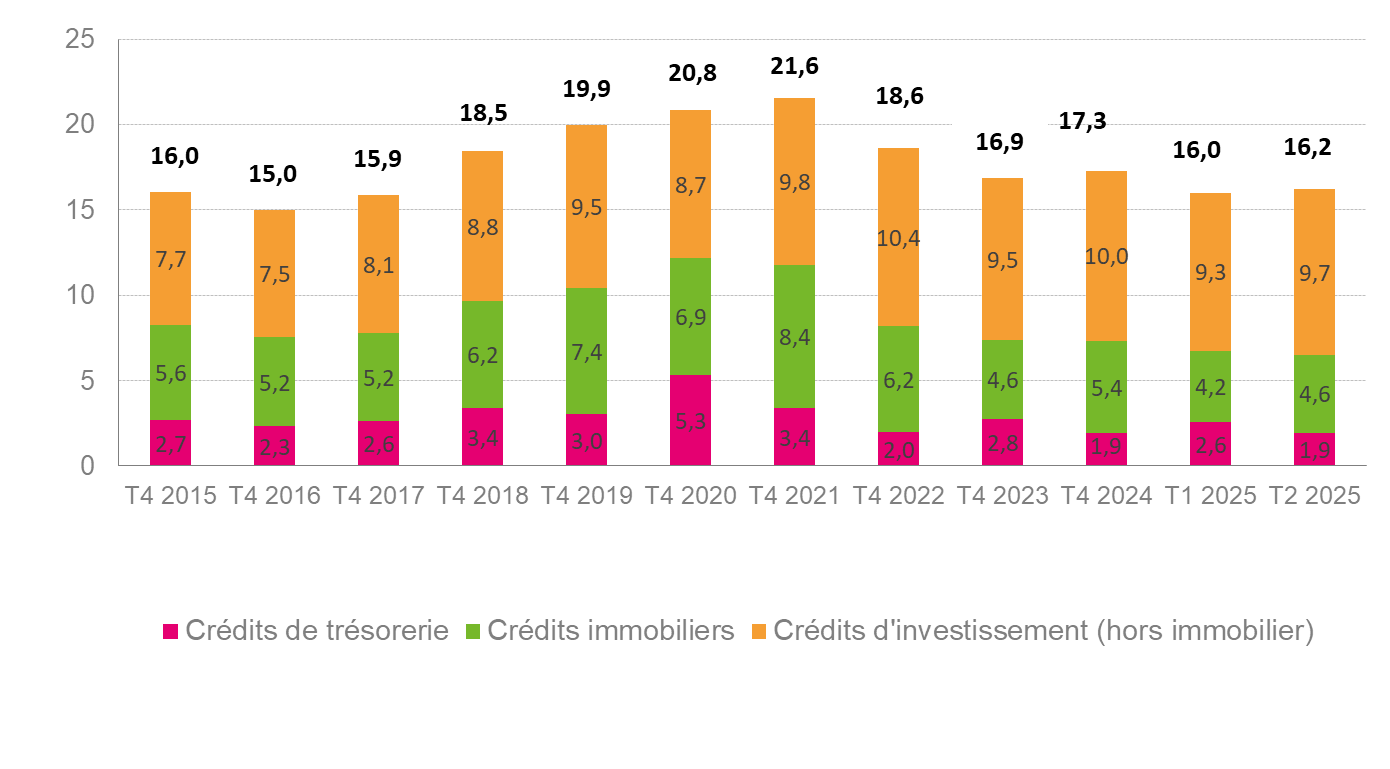 25
20
15
10
5
0
16,0 15,0 15,9 18,5 19,9 20,8 21,6 18,6 16,9 17,3 16,0 16,2
7,7 7,5 8,1 8,8 9,5 8,7 9,8 10,4 9,5 10,0 9,3 9,7
5,6 5,2 5,2 6,2 7,4 6,9 8,4 6,2 4,6 5,4 4,2 4,6
2,7 2,3 2,6 3,4 3,0 5,3 3,4 2,0 2,8 1,9 2,6 1,9
T4 2015 T4 2016 T4 2017 T4 2018 T4 2019 T4 2020 T4 2021 T4 2022 T4 2023 T4 2024 T1 2025 T2 2025
Crédits de trésorerie Crédits immobiliers Crédits d'investissement (hors immobilier)